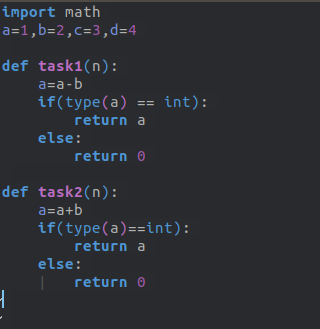 import math
a=1,b=2,c=3,d=4
def task1(n):
    a=a-b
    if(type(a) == int):
        return a
    else:
        return 0
def task2(n):
    a=a+b
    if(type(a)==int):
        return a
    else:
        return 0